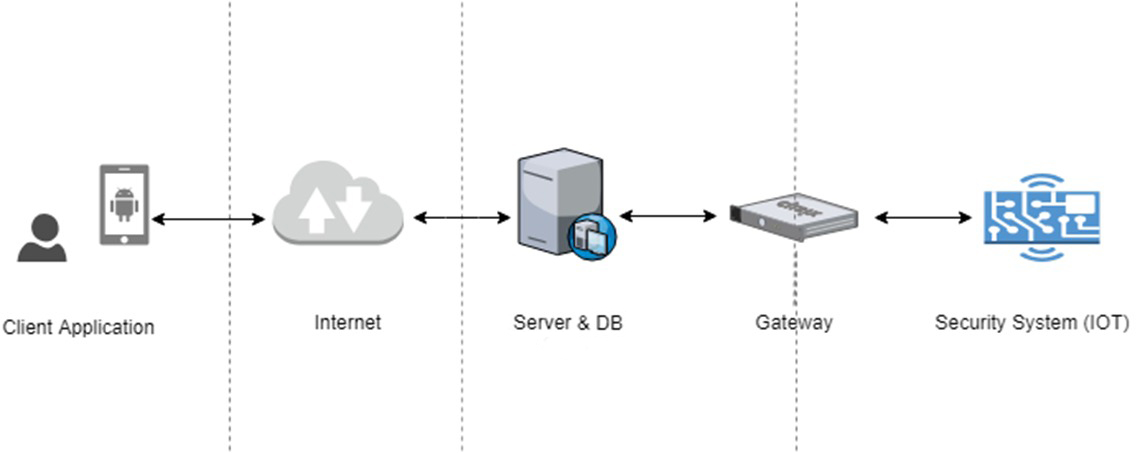 Client Application
Internet
Server & DB
Gateway
Security System (IOT)